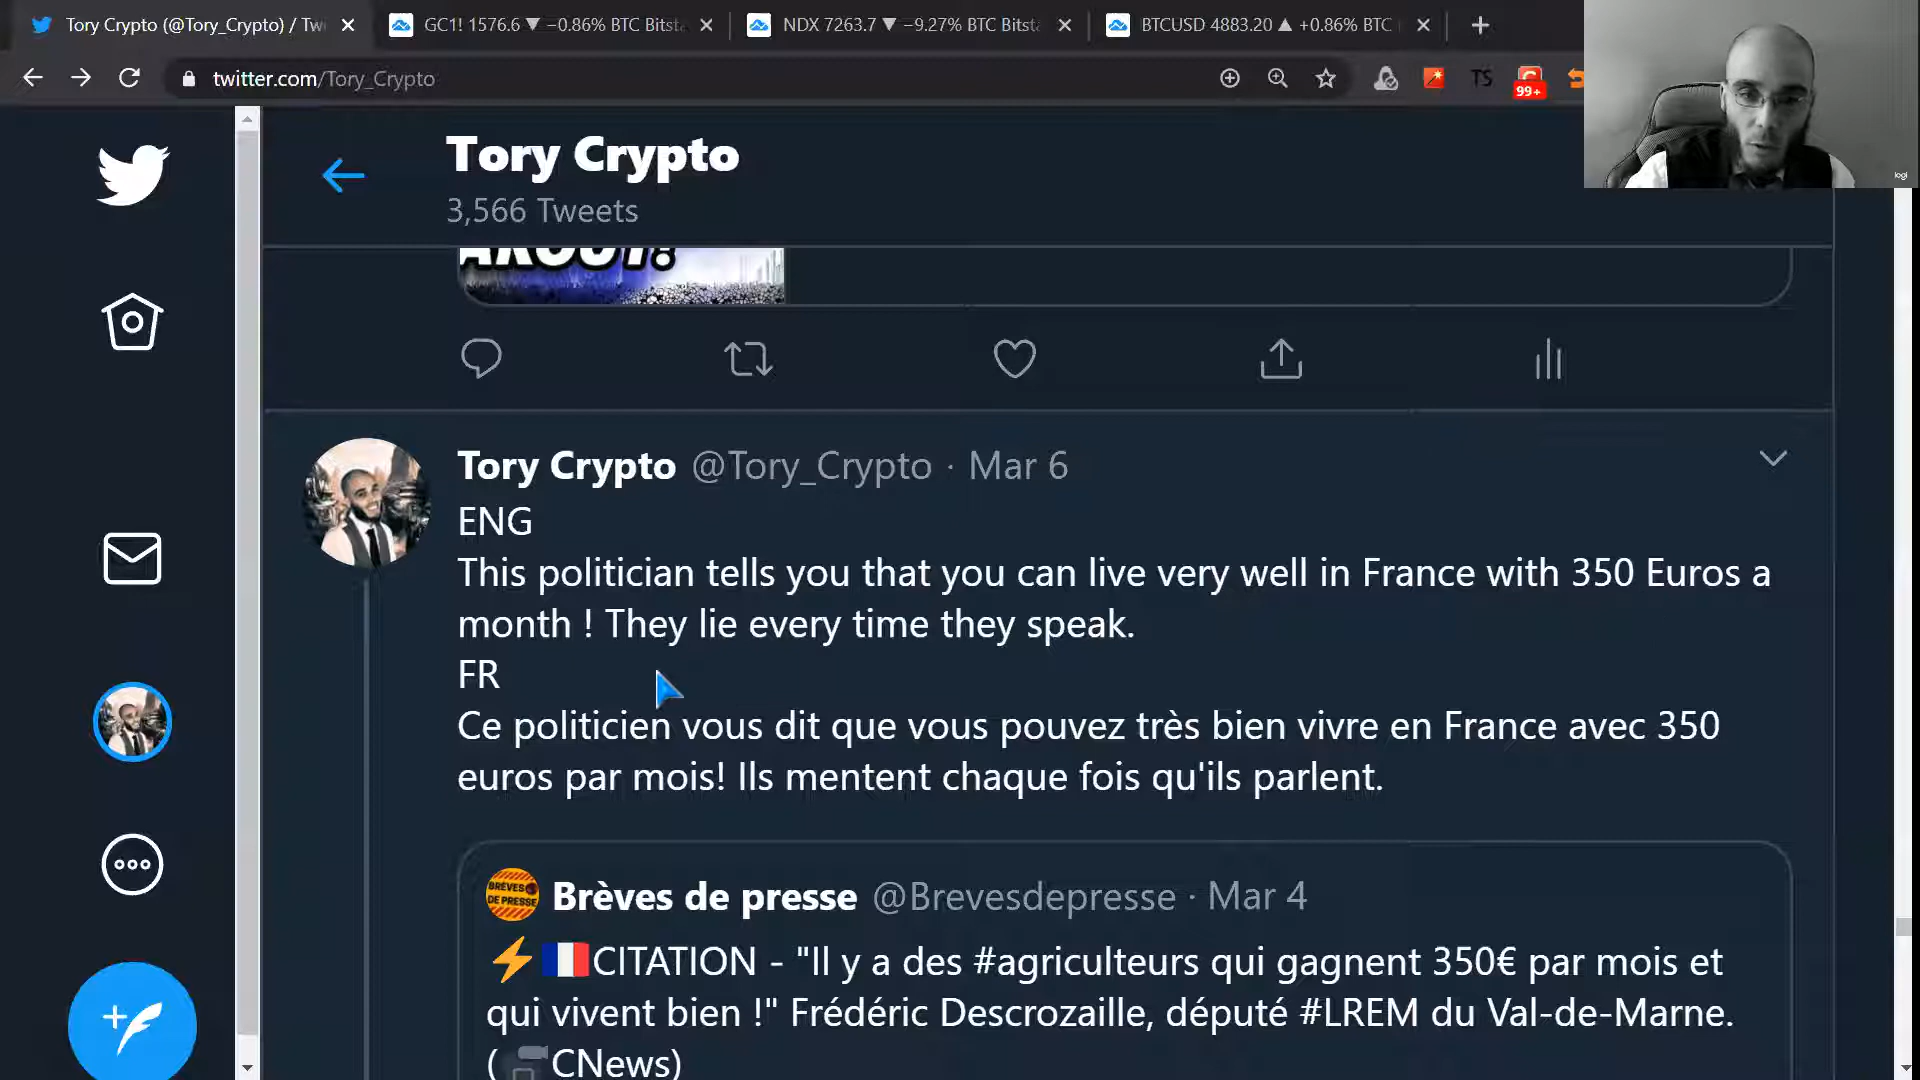 Tory Crypto (@Tory_Crypto) / Tw
GC1! 1576.6 ▼ −0.86% BTC Bitsta
NDX 7263.7 ▼ −9.27% BTC Bitsta
BTCUSD 4883.20 ▲ +0.86% BTC
twitter.com/Tory_Crypto
TS
99+
logi
Tory Crypto
3,566 Tweets
AKOUT!
Tory Crypto @Tory_Crypto · Mar 6
ENG
This politician tells you that you can live very well in France with 350 Euros a
month ! They lie every time they speak.
FR
Ce politicien vous dit que vous pouvez très bien vivre en France avec 350
euros par mois! Ils mentent chaque fois qu'ils parlent.
BRÈVES DE PRESSE
Brèves de presse @Brevesdepresse · Mar 4
⚡🇫🇷CITATION - "Il y a des #agriculteurs qui gagnent 350€ par mois et
qui vivent bien !" Frédéric Descrozaille, député #LREM du Val-de-Marne.
(🎥CNews)